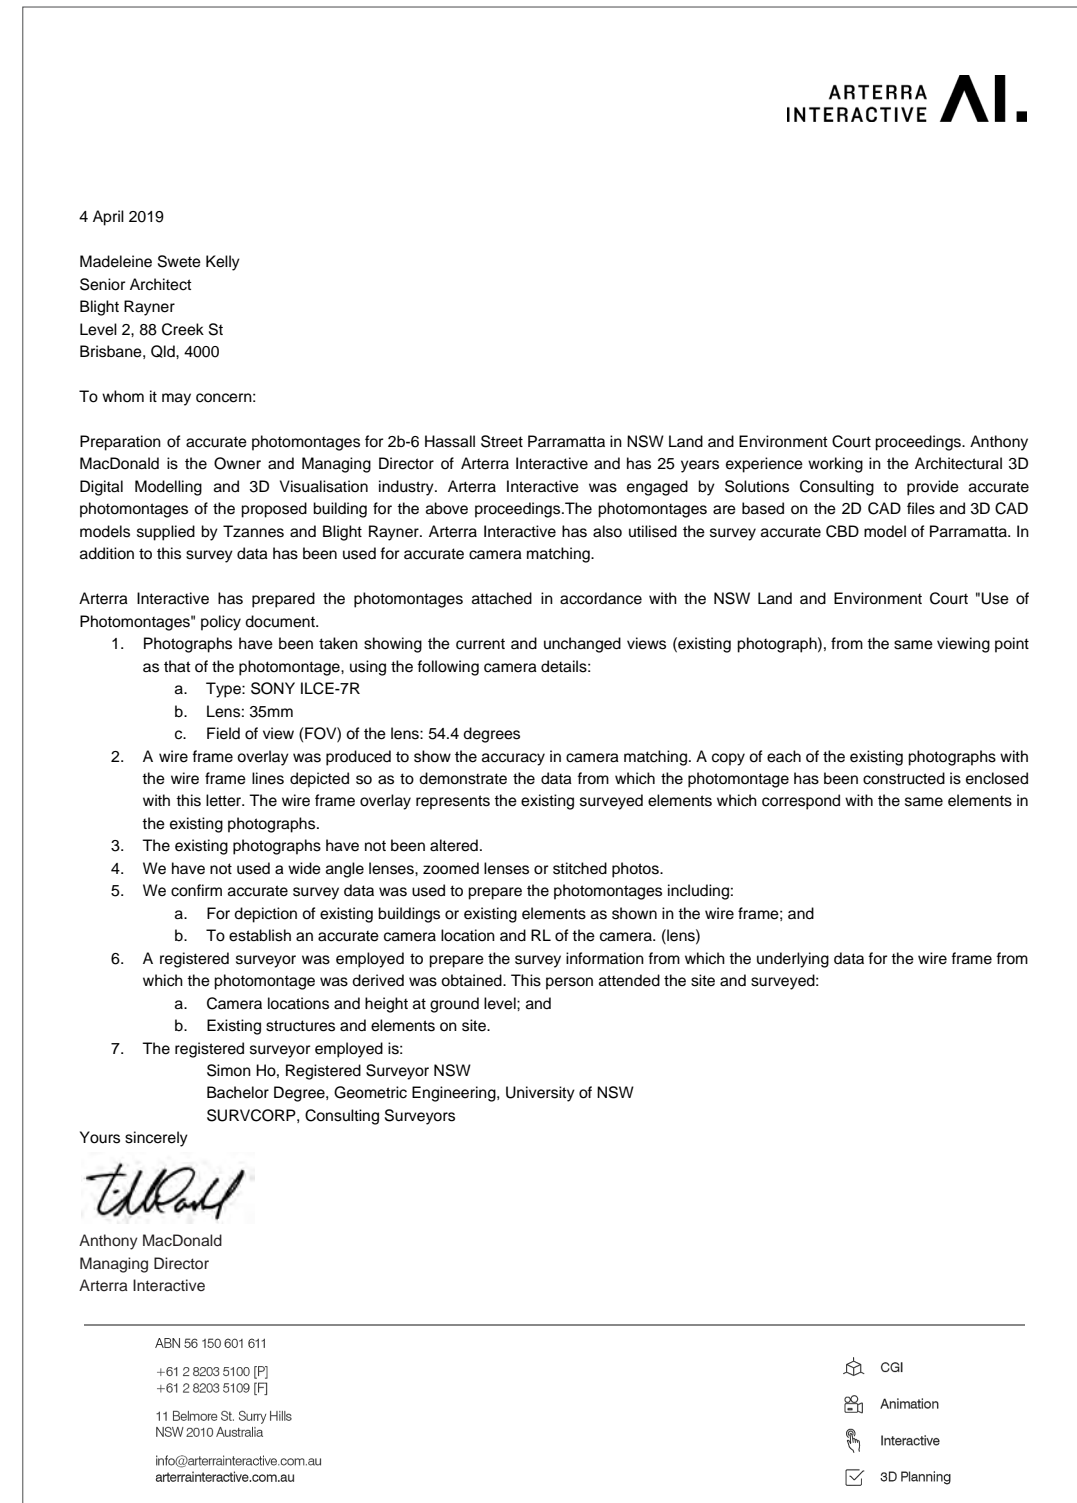 ARTERRA
INTERACTIVE AI.
4 April 2019
Madeleine Swete Kelly
Senior Architect
Blight Rayner
Level 2, 88 Creek St
Brisbane, Qld, 4000
To whom it may concern:
Preparation of accurate photomontages for 2b-6 Hassall Street Parramatta in NSW Land and Environment Court proceedings. Anthony
MacDonald is the Owner and Managing Director of Arterra Interactive and has 25 years experience working in the Architectural 3D
Digital Modelling and 3D Visualisation industry. Arterra Interactive was engaged by Solutions Consulting to provide accurate
photomontages of the proposed building for the above proceedings.The photomontages are based on the 2D CAD files and 3D CAD
models supplied by Tzannes and Blight Rayner. Arterra Interactive has also utilised the survey accurate CBD model of Parramatta. In
addition to this survey data has been used for accurate camera matching.
Arterra Interactive has prepared the photomontages attached in accordance with the NSW Land and Environment Court "Use of
Photomontages" policy document.
1. Photographs have been taken showing the current and unchanged views (existing photograph), from the same viewing point
as that of the photomontage, using the following camera details:
a. Type: SONY ILCE-7R
b. Lens: 35mm
c. Field of view (FOV) of the lens: 54.4 degrees
2. A wire frame overlay was produced to show the accuracy in camera matching. A copy of each of the existing photographs with
the wire frame lines depicted so as to demonstrate the data from which the photomontage has been constructed is enclosed
with this letter. The wire frame overlay represents the existing surveyed elements which correspond with the same elements in
the existing photographs.
3. The existing photographs have not been altered.
4. We have not used a wide angle lenses, zoomed lenses or stitched photos.
5. We confirm accurate survey data was used to prepare the photomontages including:
a. For depiction of existing buildings or existing elements as shown in the wire frame; and
b. To establish an accurate camera location and RL of the camera. (lens)
6. A registered surveyor was employed to prepare the survey information from which the underlying data for the wire frame from
which the photomontage was derived was obtained. This person attended the site and surveyed:
a. Camera locations and height at ground level; and
b. Existing structures and elements on site.
7. The registered surveyor employed is:
Simon Ho, Registered Surveyor NSW
Bachelor Degree, Geometric Engineering, University of NSW
SURVCORP, Consulting Surveyors
Yours sincerely
Anthony MacDonald
Managing Director
Arterra Interactive
ABN 56 150 601 611
+61 2 8203 5100 [P]
+61 2 8203 5109 [F]
11 Belmore St. Surry Hills
NSW 2010 Australia
info@arterrainteractive.com.au
arterrainteractive.com.au
CGI
Animation
Interactive
3D Planning